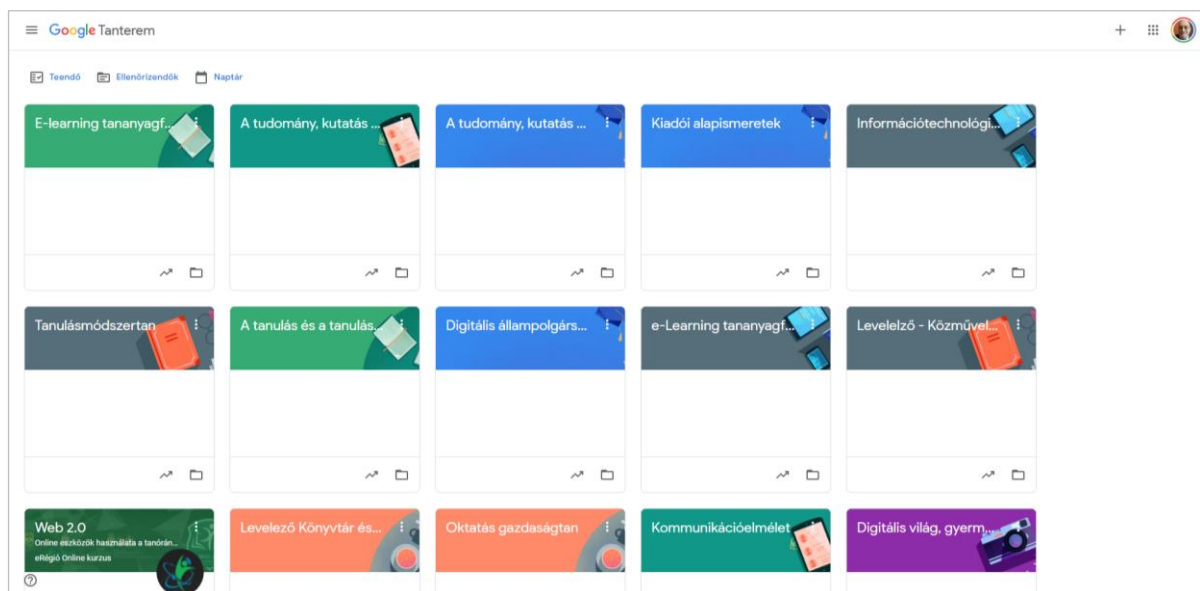 Google Tanterem
Teendő Ellenőrizendők Naptár
E-learning tananyagf...
A tudomány, kutatás ...
A tudomány, kutatás ...
Kiadói alapismeretek
Információtechnológi...
Tanulásmódszertan
A tanulás és a tanulás...
Digitális állampolgárs...
e-Learning tananyagf...
Levelelző - Közművel...
Web 2.0
Online eszközök használata a tanórán...
eRégió Online kurzus
Levelező Könyvtár és...
Oktatás gazdaságtan
Kommunikációelmélet
Digitális világ, gyerm...